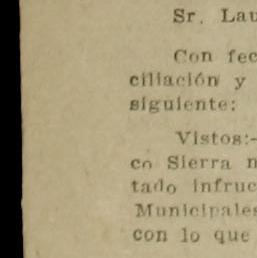 Sr. Lau
Con fec
ciliación y
siguiente:
Vistos:-
co Sierra n
tado infruc
Municipales
con lo que